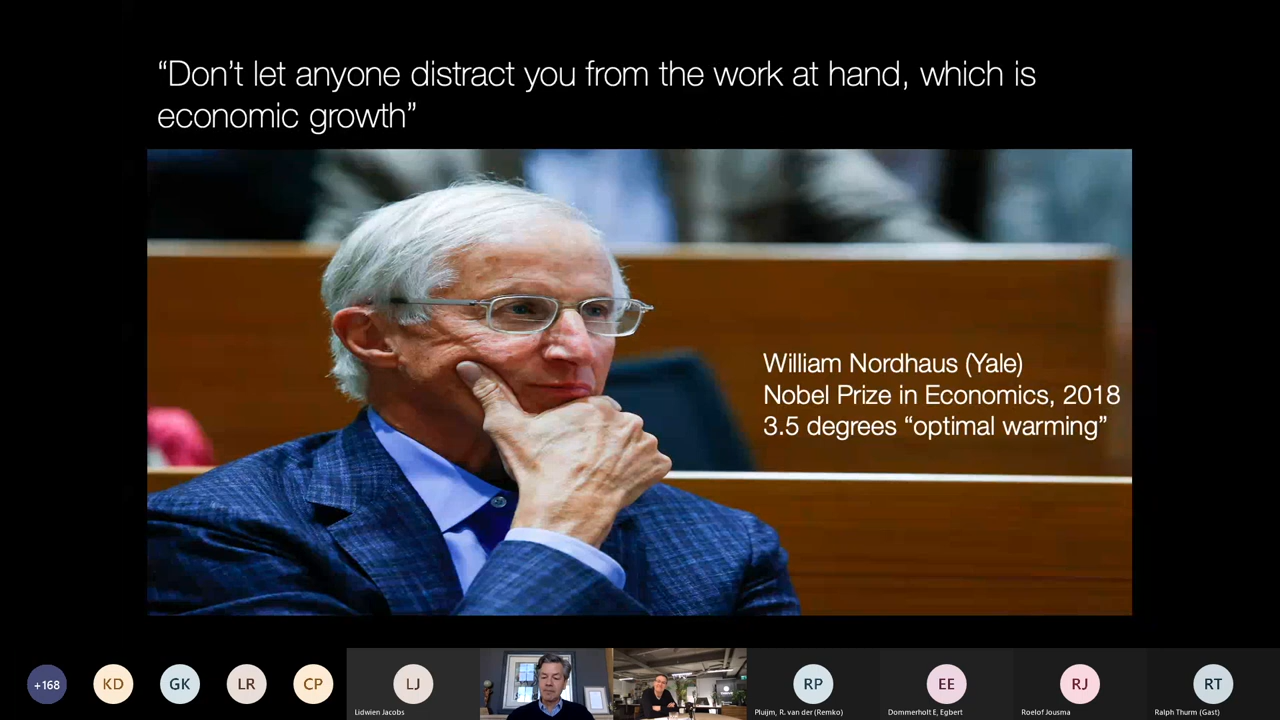 “Don’t let anyone distract you from the work at hand, which is
economic growth”
William Nordhaus (Yale)
Nobel Prize in Economics, 2018
3.5 degrees “optimal warming”
+168
KD
GK
LR
CP
LJ
RP
EE
RJ
RT
Lidwien Jacobs
Pluijm, R. van der (Remko)
Dommerholt E, Egbert
Roelof Jousma
Ralph Thurm (Gast)